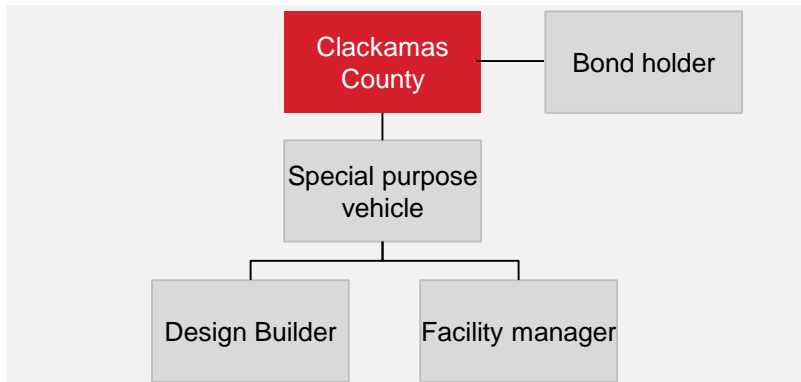 Clackamas
County
Bond holder
Special purpose
vehicle
Design Builder
Facility manager